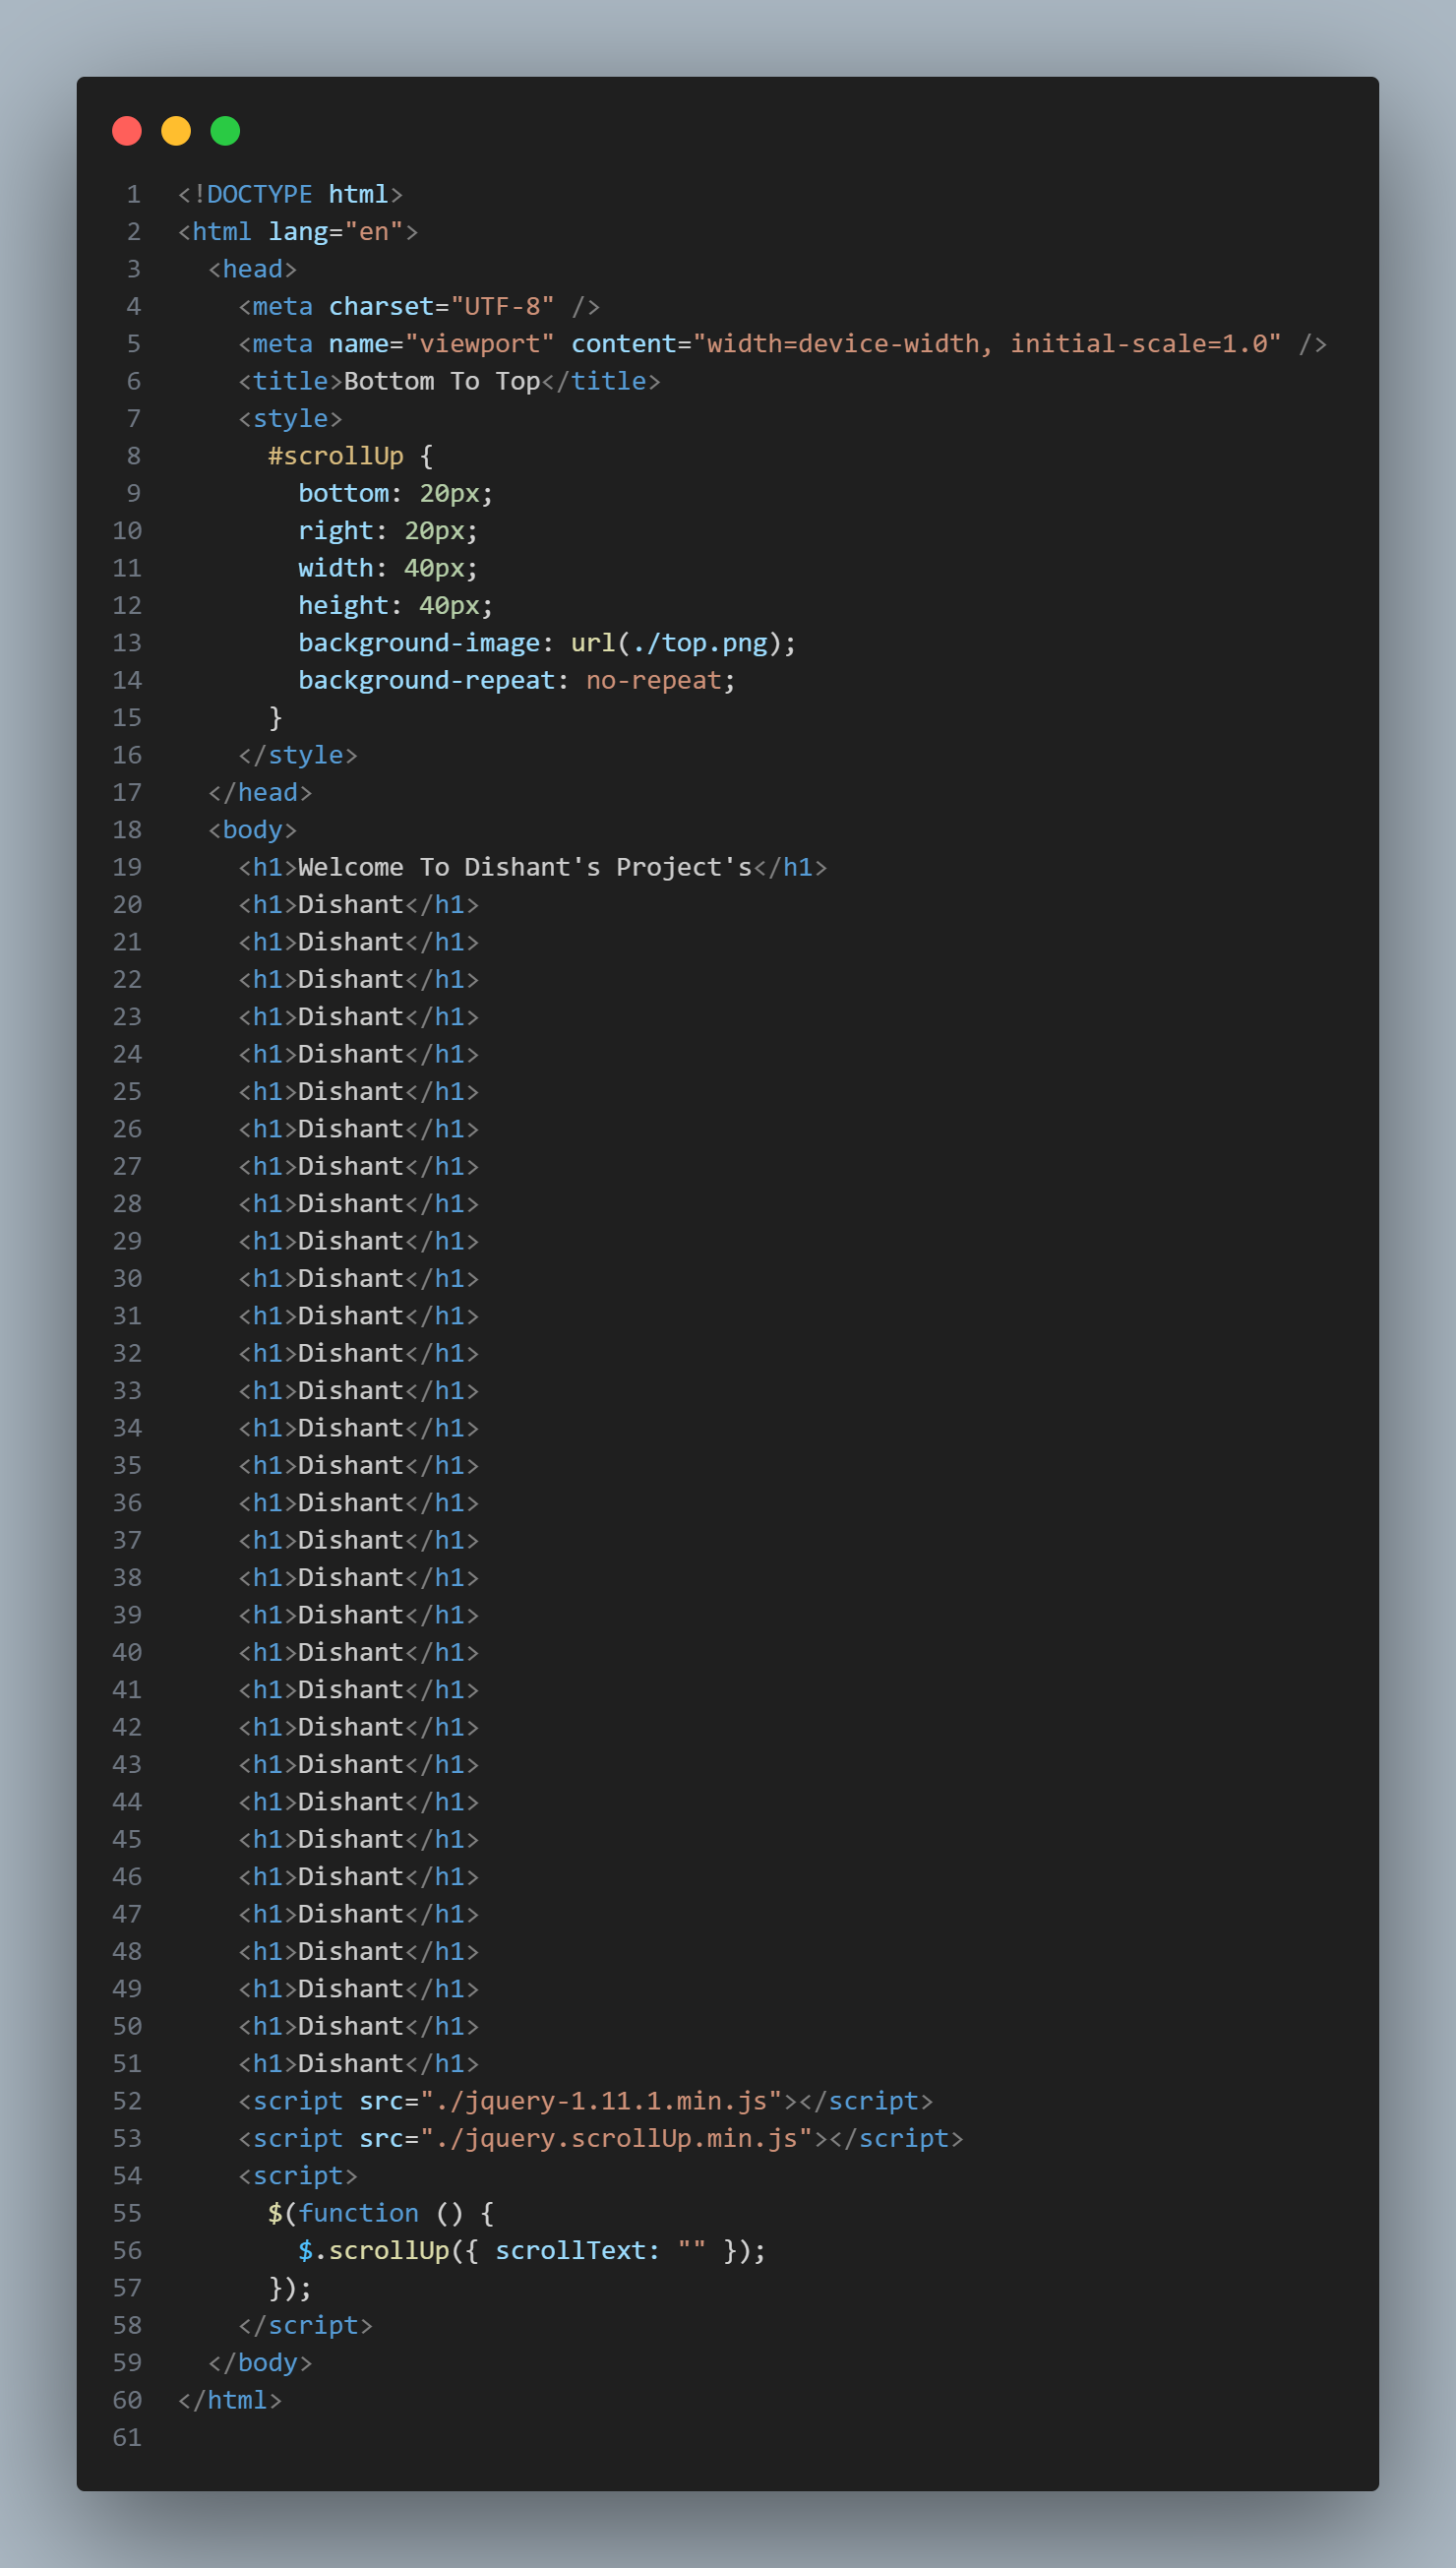 1 <!DOCTYPE html>
2 <html lang="en">
3   <head>
4     <meta charset="UTF-8" />
5     <meta name="viewport" content="width=device-width, initial-scale=1.0" />
6     <title>Bottom To Top</title>
7     <style>
8       #scrollUp {
9         bottom: 20px;
10         right: 20px;
11         width: 40px;
12         height: 40px;
13         background-image: url(./top.png);
14         background-repeat: no-repeat;
15       }
16     </style>
17   </head>
18   <body>
19     <h1>Welcome To Dishant's Project's</h1>
20     <h1>Dishant</h1>
21     <h1>Dishant</h1>
22     <h1>Dishant</h1>
23     <h1>Dishant</h1>
24     <h1>Dishant</h1>
25     <h1>Dishant</h1>
26     <h1>Dishant</h1>
27     <h1>Dishant</h1>
28     <h1>Dishant</h1>
29     <h1>Dishant</h1>
30     <h1>Dishant</h1>
31     <h1>Dishant</h1>
32     <h1>Dishant</h1>
33     <h1>Dishant</h1>
34     <h1>Dishant</h1>
35     <h1>Dishant</h1>
36     <h1>Dishant</h1>
37     <h1>Dishant</h1>
38     <h1>Dishant</h1>
39     <h1>Dishant</h1>
40     <h1>Dishant</h1>
41     <h1>Dishant</h1>
42     <h1>Dishant</h1>
43     <h1>Dishant</h1>
44     <h1>Dishant</h1>
45     <h1>Dishant</h1>
46     <h1>Dishant</h1>
47     <h1>Dishant</h1>
48     <h1>Dishant</h1>
49     <h1>Dishant</h1>
50     <h1>Dishant</h1>
51     <h1>Dishant</h1>
52     <script src="./jquery-1.11.1.min.js"></script>
53     <script src="./jquery.scrollUp.min.js"></script>
54     <script>
55       $(function () {
56         $.scrollUp({ scrollText: "" });
57       });
58     </script>
59   </body>
60 </html>
61